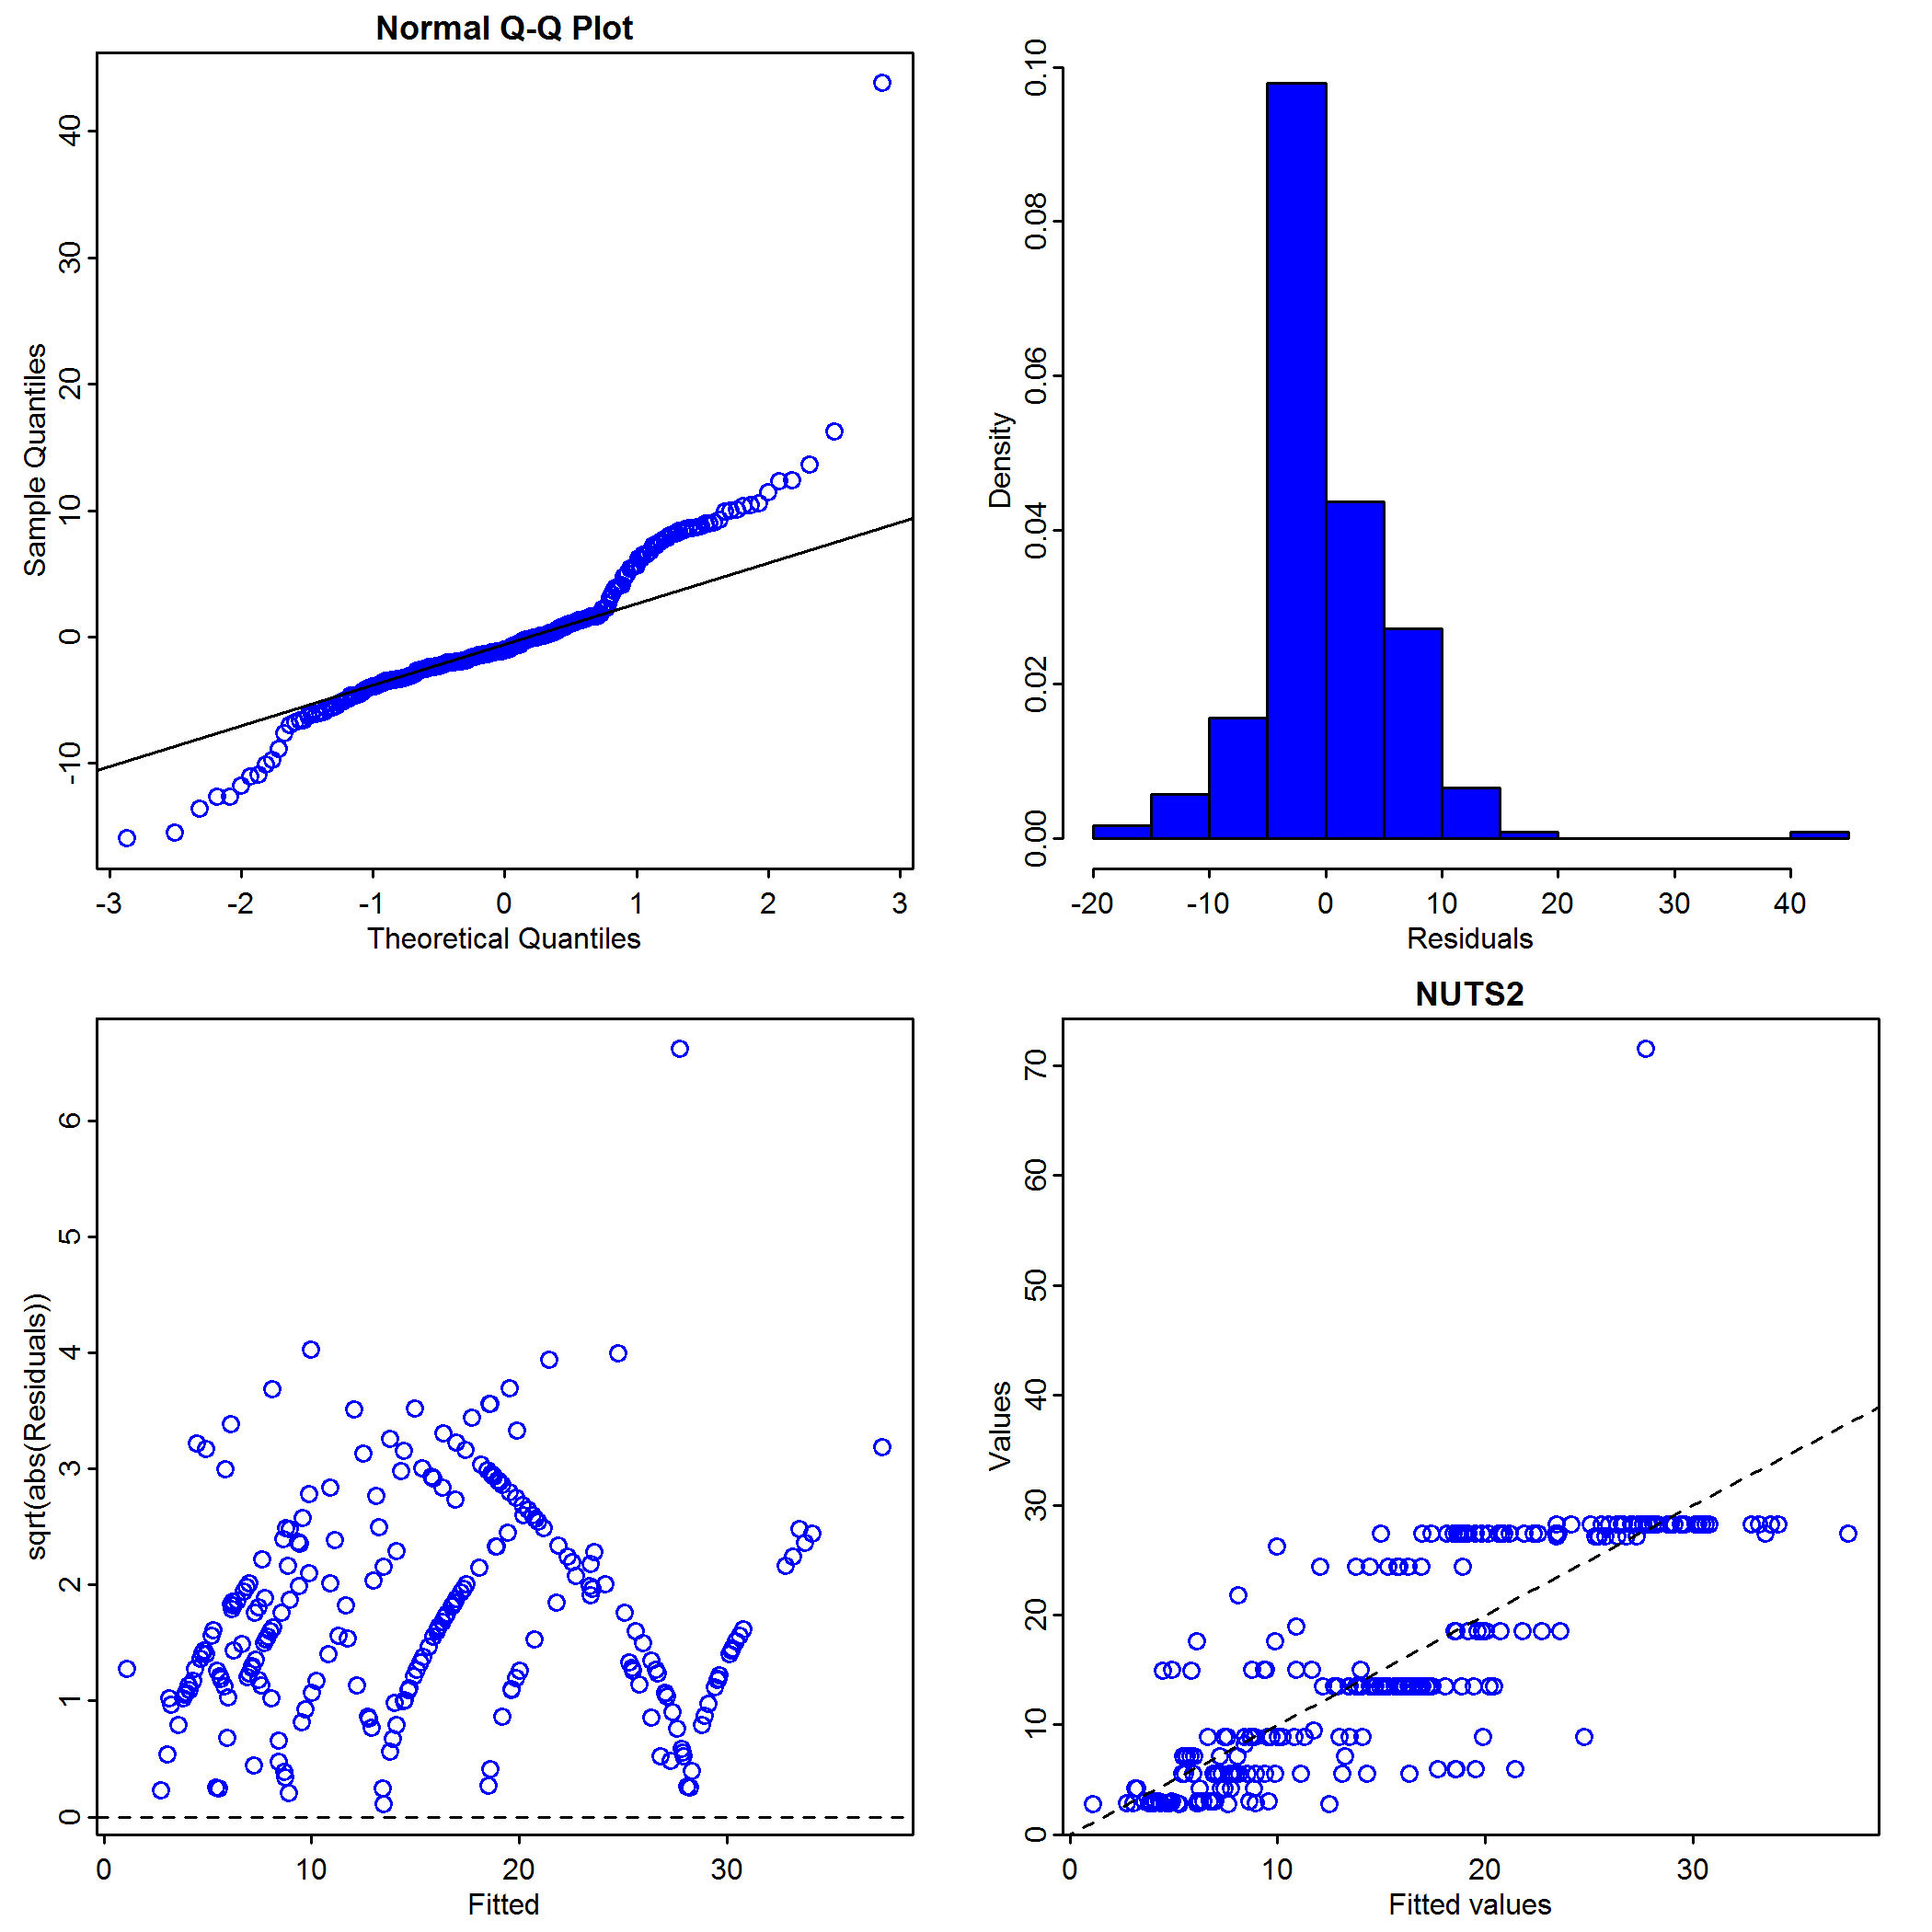 Normal Q-Q Plot
Sample Quantiles
-10 0 10 20 30 40
-3 -2 -1 0 1 2 3
Theoretical Quantiles
Density
0.00 0.02 0.04 0.06 0.08 0.10
-20 -10 0 10 20 30 40
Residuals
sqrt(abs(Residuals))
0 1 2 3 4 5 6
0 10 20 30
Fitted
NUTS2
Values
0 10 20 30 40 50 60 70
0 10 20 30
Fitted values